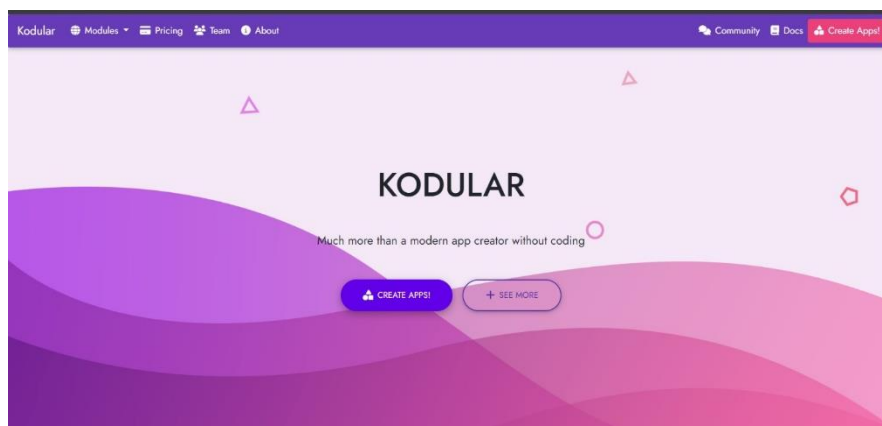 Kodular Modules Pricing Team About Community Docs Create Apps!
KODULAR
Much more than a modern app creator without coding
CREATE APPS! + SEE MORE